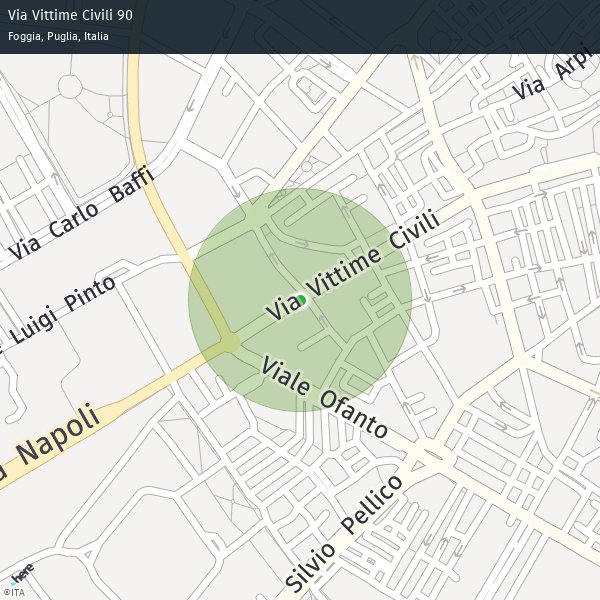 Via Vittime Civili 90
Foggia, Puglia, Italia
Via Arpi
Via Carlo Baffi
Via Vittime Civili
Luigi Pinto
Viale Ofanto
Napoli
Silvio Pellico
here
©ITA